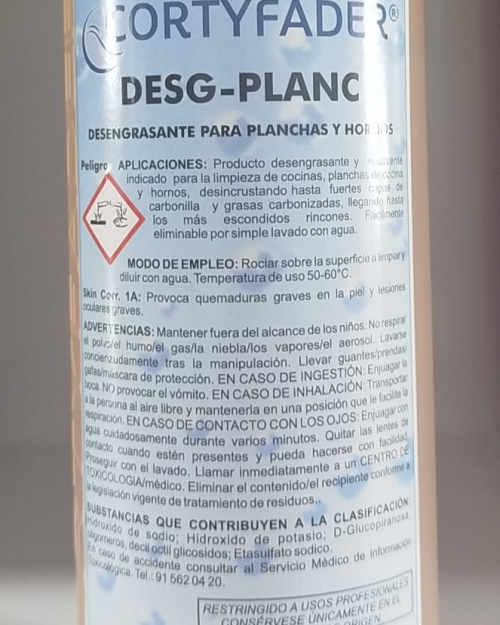 CORTYFADER®
DESG-PLANC
DESENGRASANTE PARA PLANCHAS Y HORNOS
Peligro APLICACIONES: Producto desengrasante y
indicado para la limpieza de cocinas, planchas de cocina
y hornos, desincrustando hasta fuertes capas de
carbonilla y grasas carbonizadas, llegando hasta
los más escondidos rincones. Fácilmente
eliminable por simple lavado con agua.
MODO DE EMPLEO: Rociar sobre la superficie a limpiar y
diluir con agua. Temperatura de uso 50-60°C.
Skin Corr. 1A: Provoca quemaduras graves en la piel y lesiones
oculares graves.
ADVERTENCIAS: Mantener fuera del alcance de los niños. No respirar
el polvo/el humo/el gas/la niebla/los vapores/el aerosol. Lavarse
concienzudamente tras la manipulación. Llevar guantes/prendas/
gafas/máscara de protección. EN CASO DE INGESTIÓN: Enjuagar la
boca. NO provocar el vómito. EN CASO DE INHALACIÓN: Transportar
a la persona al aire libre y mantenerla en una posición que le facilite la
respiración. EN CASO DE CONTACTO CON LOS OJOS: Enjuagar con
agua cuidadosamente durante varios minutos. Quitar las lentes de
contacto cuando estén presentes y pueda hacerse con facilidad.
Proseguir con el lavado. Llamar inmediatamente a un CENTRO DE
TOXICOLOGIA/médico. Eliminar el contenido/el recipiente conforme a
la legislación vigente de tratamiento de residuos..
SUBSTANCIAS QUE CONTRIBUYEN A LA CLASIFICACIÓN:
Hidroxido de sodio; Hidroxido de potasio; D-Glucopiranosa,
oligomeros, decil octil glicosidos; Etasulfato sodico.
En caso de accidente consultar al Servicio Médico de Información
Toxicológica. Tel.: 91 562 04 20.
RESTRINGIDO A USOS PROFESIONALES
CONSÉRVESE ÚNICAMENTE EN EL
ORIGEN